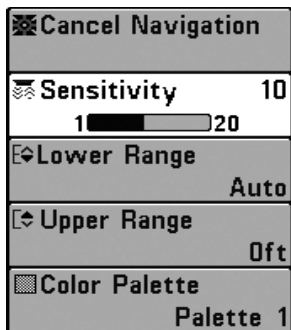 Cancel Navigation
Sensitivity 10
1 20
Lower Range
Auto
Upper Range
0ft
Color Palette
Palette 1